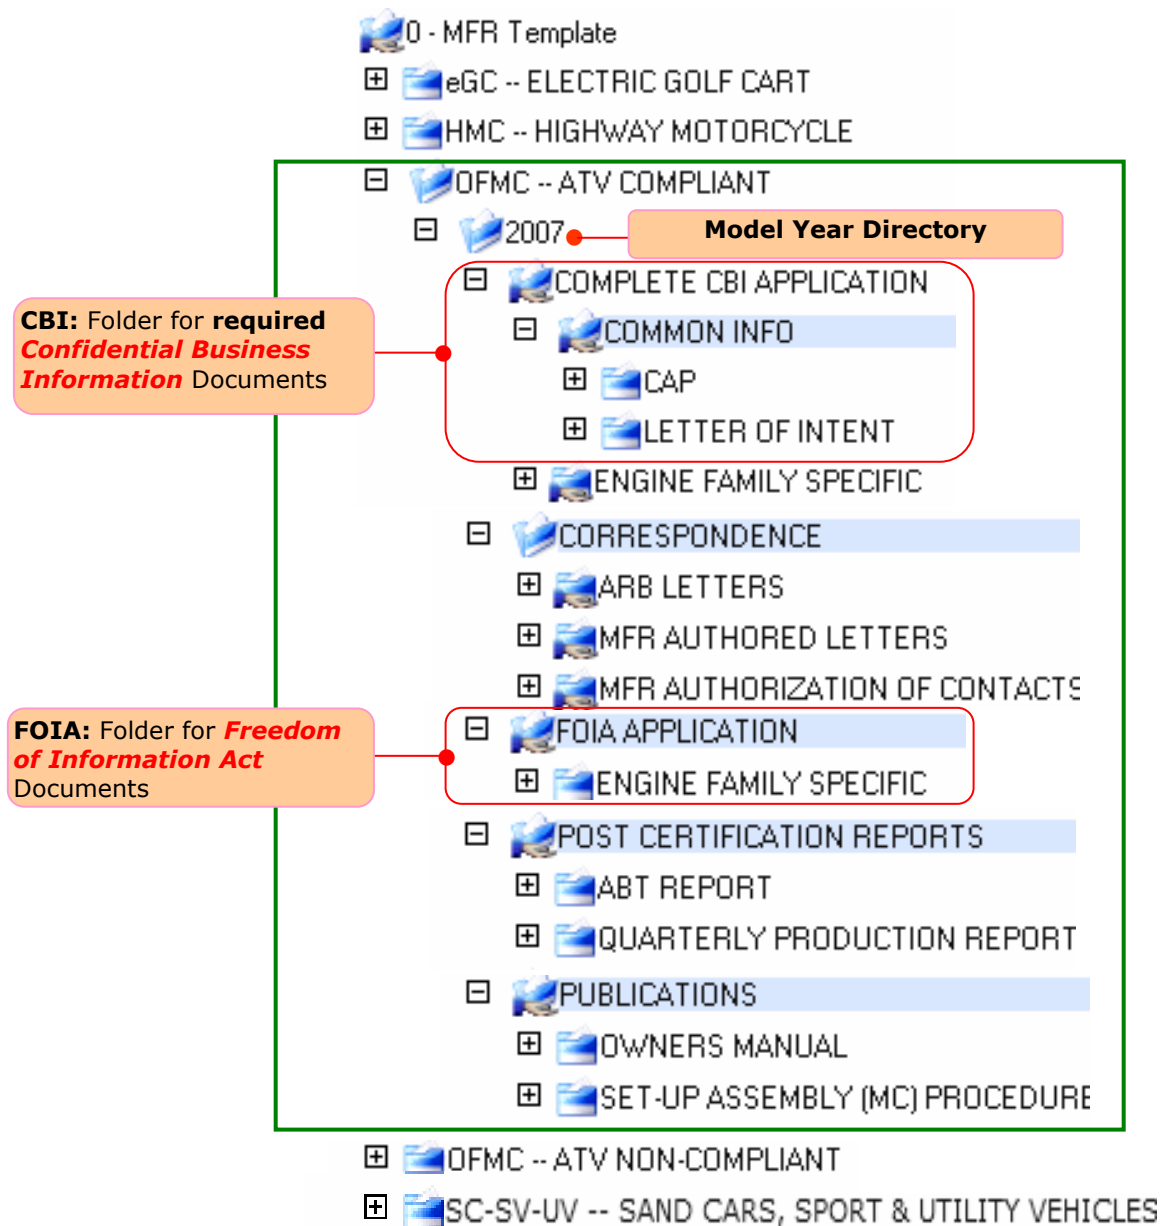 0 - MFR Template
eGC -- ELECTRIC GOLF CART
HMC -- HIGHWAY MOTORCYCLE
OFMC -- ATV COMPLIANT
2007
Model Year Directory
COMPLETE CBI APPLICATION
CBI: Folder for required
Confidential Business
Information Documents
COMMON INFO
CAP
LETTER OF INTENT
ENGINE FAMILY SPECIFIC
CORRESPONDENCE
ARB LETTERS
MFR AUTHORED LETTERS
MFR AUTHORIZATION OF CONTACTS
FOIA: Folder for Freedom
of Information Act
Documents
FOIA APPLICATION
ENGINE FAMILY SPECIFIC
POST CERTIFICATION REPORTS
ABT REPORT
QUARTERLY PRODUCTION REPORT
PUBLICATIONS
OWNERS MANUAL
SET-UP ASSEMBLY (MC) PROCEDURE
OFMC -- ATV NON-COMPLIANT
SC-SV-UV -- SAND CARS, SPORT & UTILITY VEHICLES